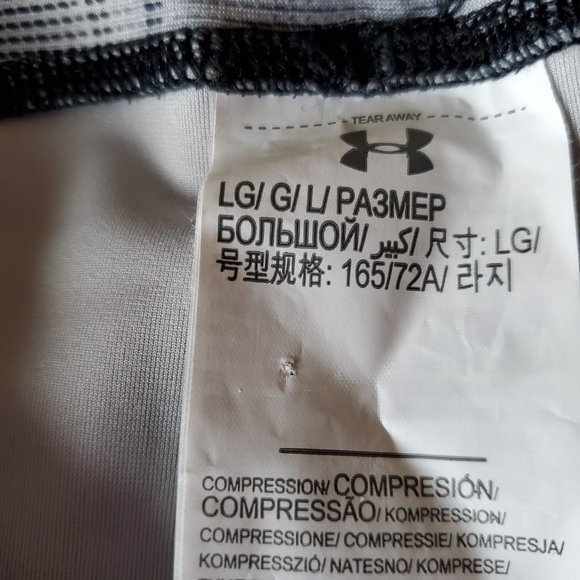 TEAR AWAY
LG/ G/ L/ РАЗМЕР
БОЛЬШОЙ/ كبير/ 尺寸: LG/
号型规格: 165/72A/ 라지
COMPRESSION/ COMPRESIÓN/
COMPRESSÃO/ KOMPRESSION/
COMPRESSIONE/ COMPRESSIE/ KOMPRESJA/
KOMPRESSZIÓ/ NATESNO/ KOMPRESE/